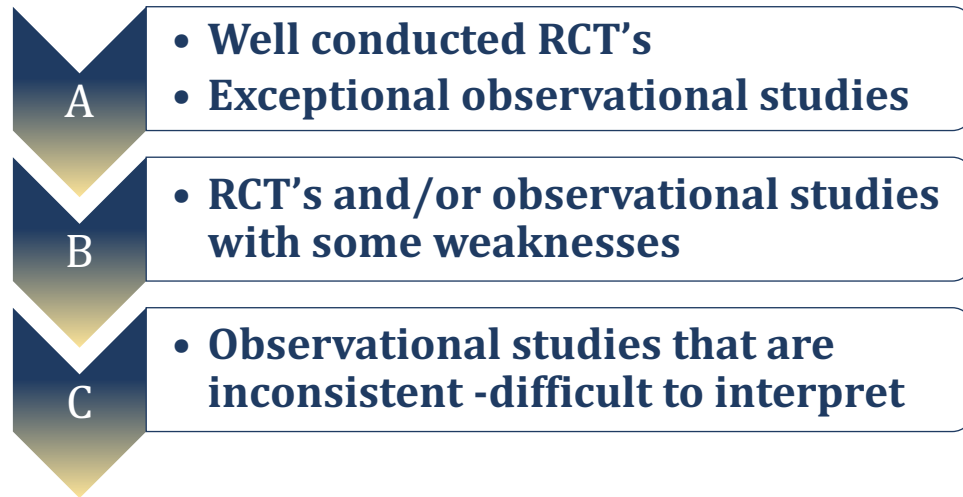 A
• Well conducted RCT’s
• Exceptional observational studies
B
• RCT’s and/or observational studies
with some weaknesses
C
• Observational studies that are
inconsistent -difficult to interpret